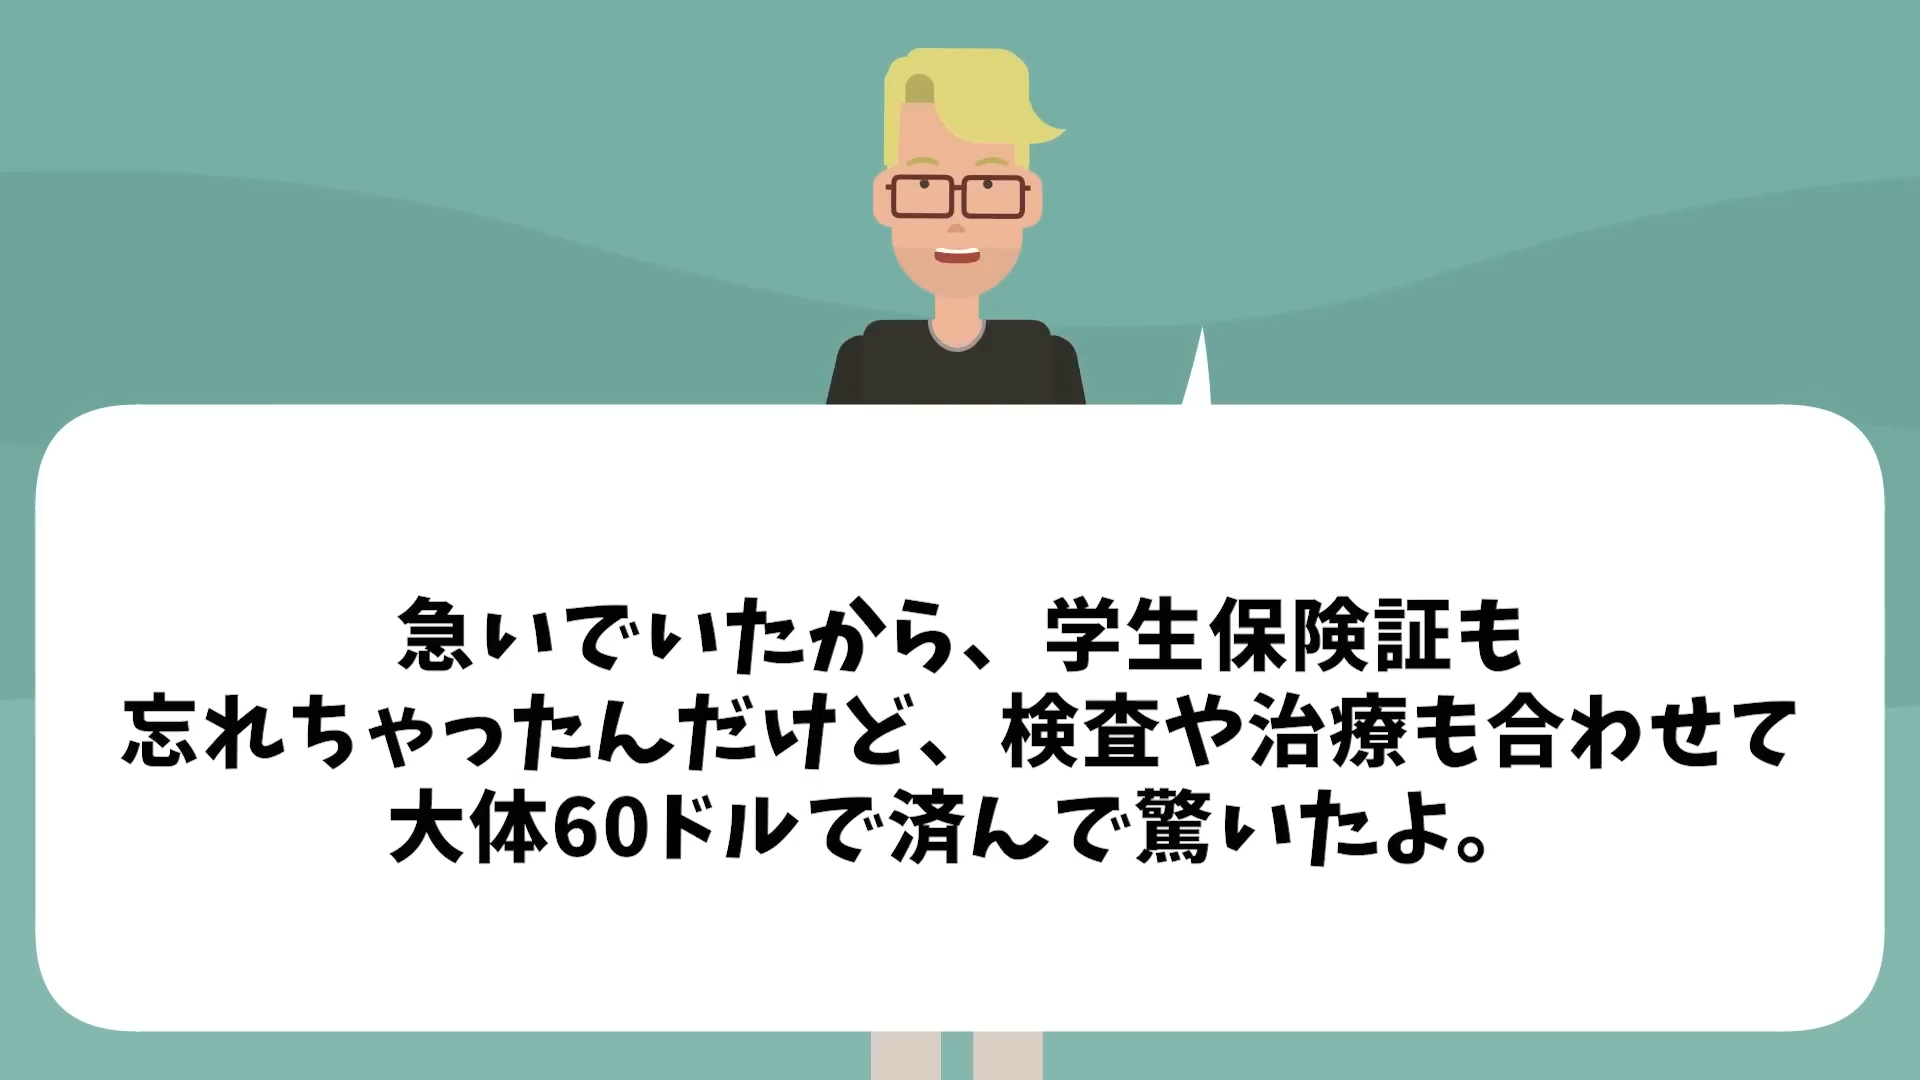 急いでいたから、学生保険証も
忘れちゃったんだけど、検査や治療も合わせて
大体60ドルで済んで驚いたよ。